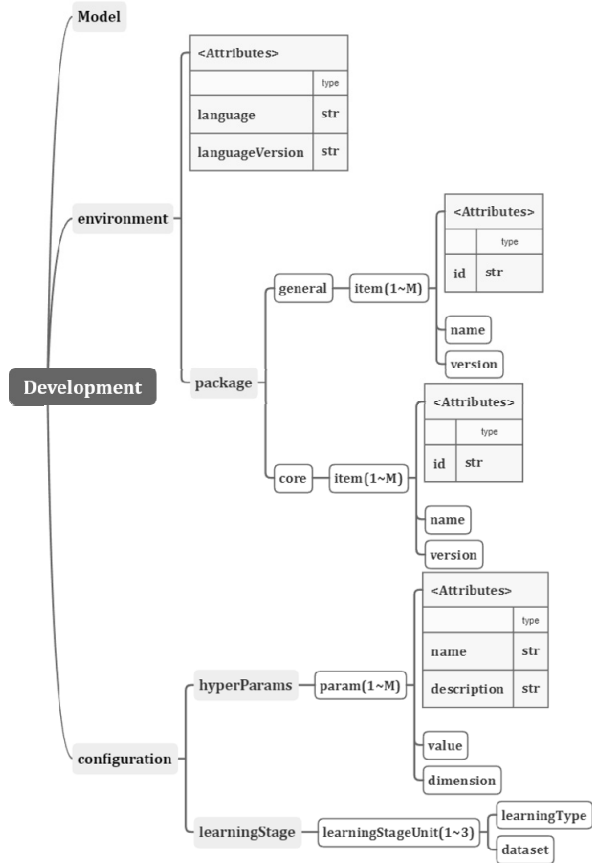 Model
<Attributes>
type
language str
languageVersion str
environment
<Attributes>
type
id str
general item(1~M)
name
version
Development
package
<Attributes>
type
id str
core item(1~M)
name
version
<Attributes>
type
name str
description str
hyperParams param(1~M)
value
dimension
configuration
learningType
learningStage learningStageUnit(1~3)
dataset